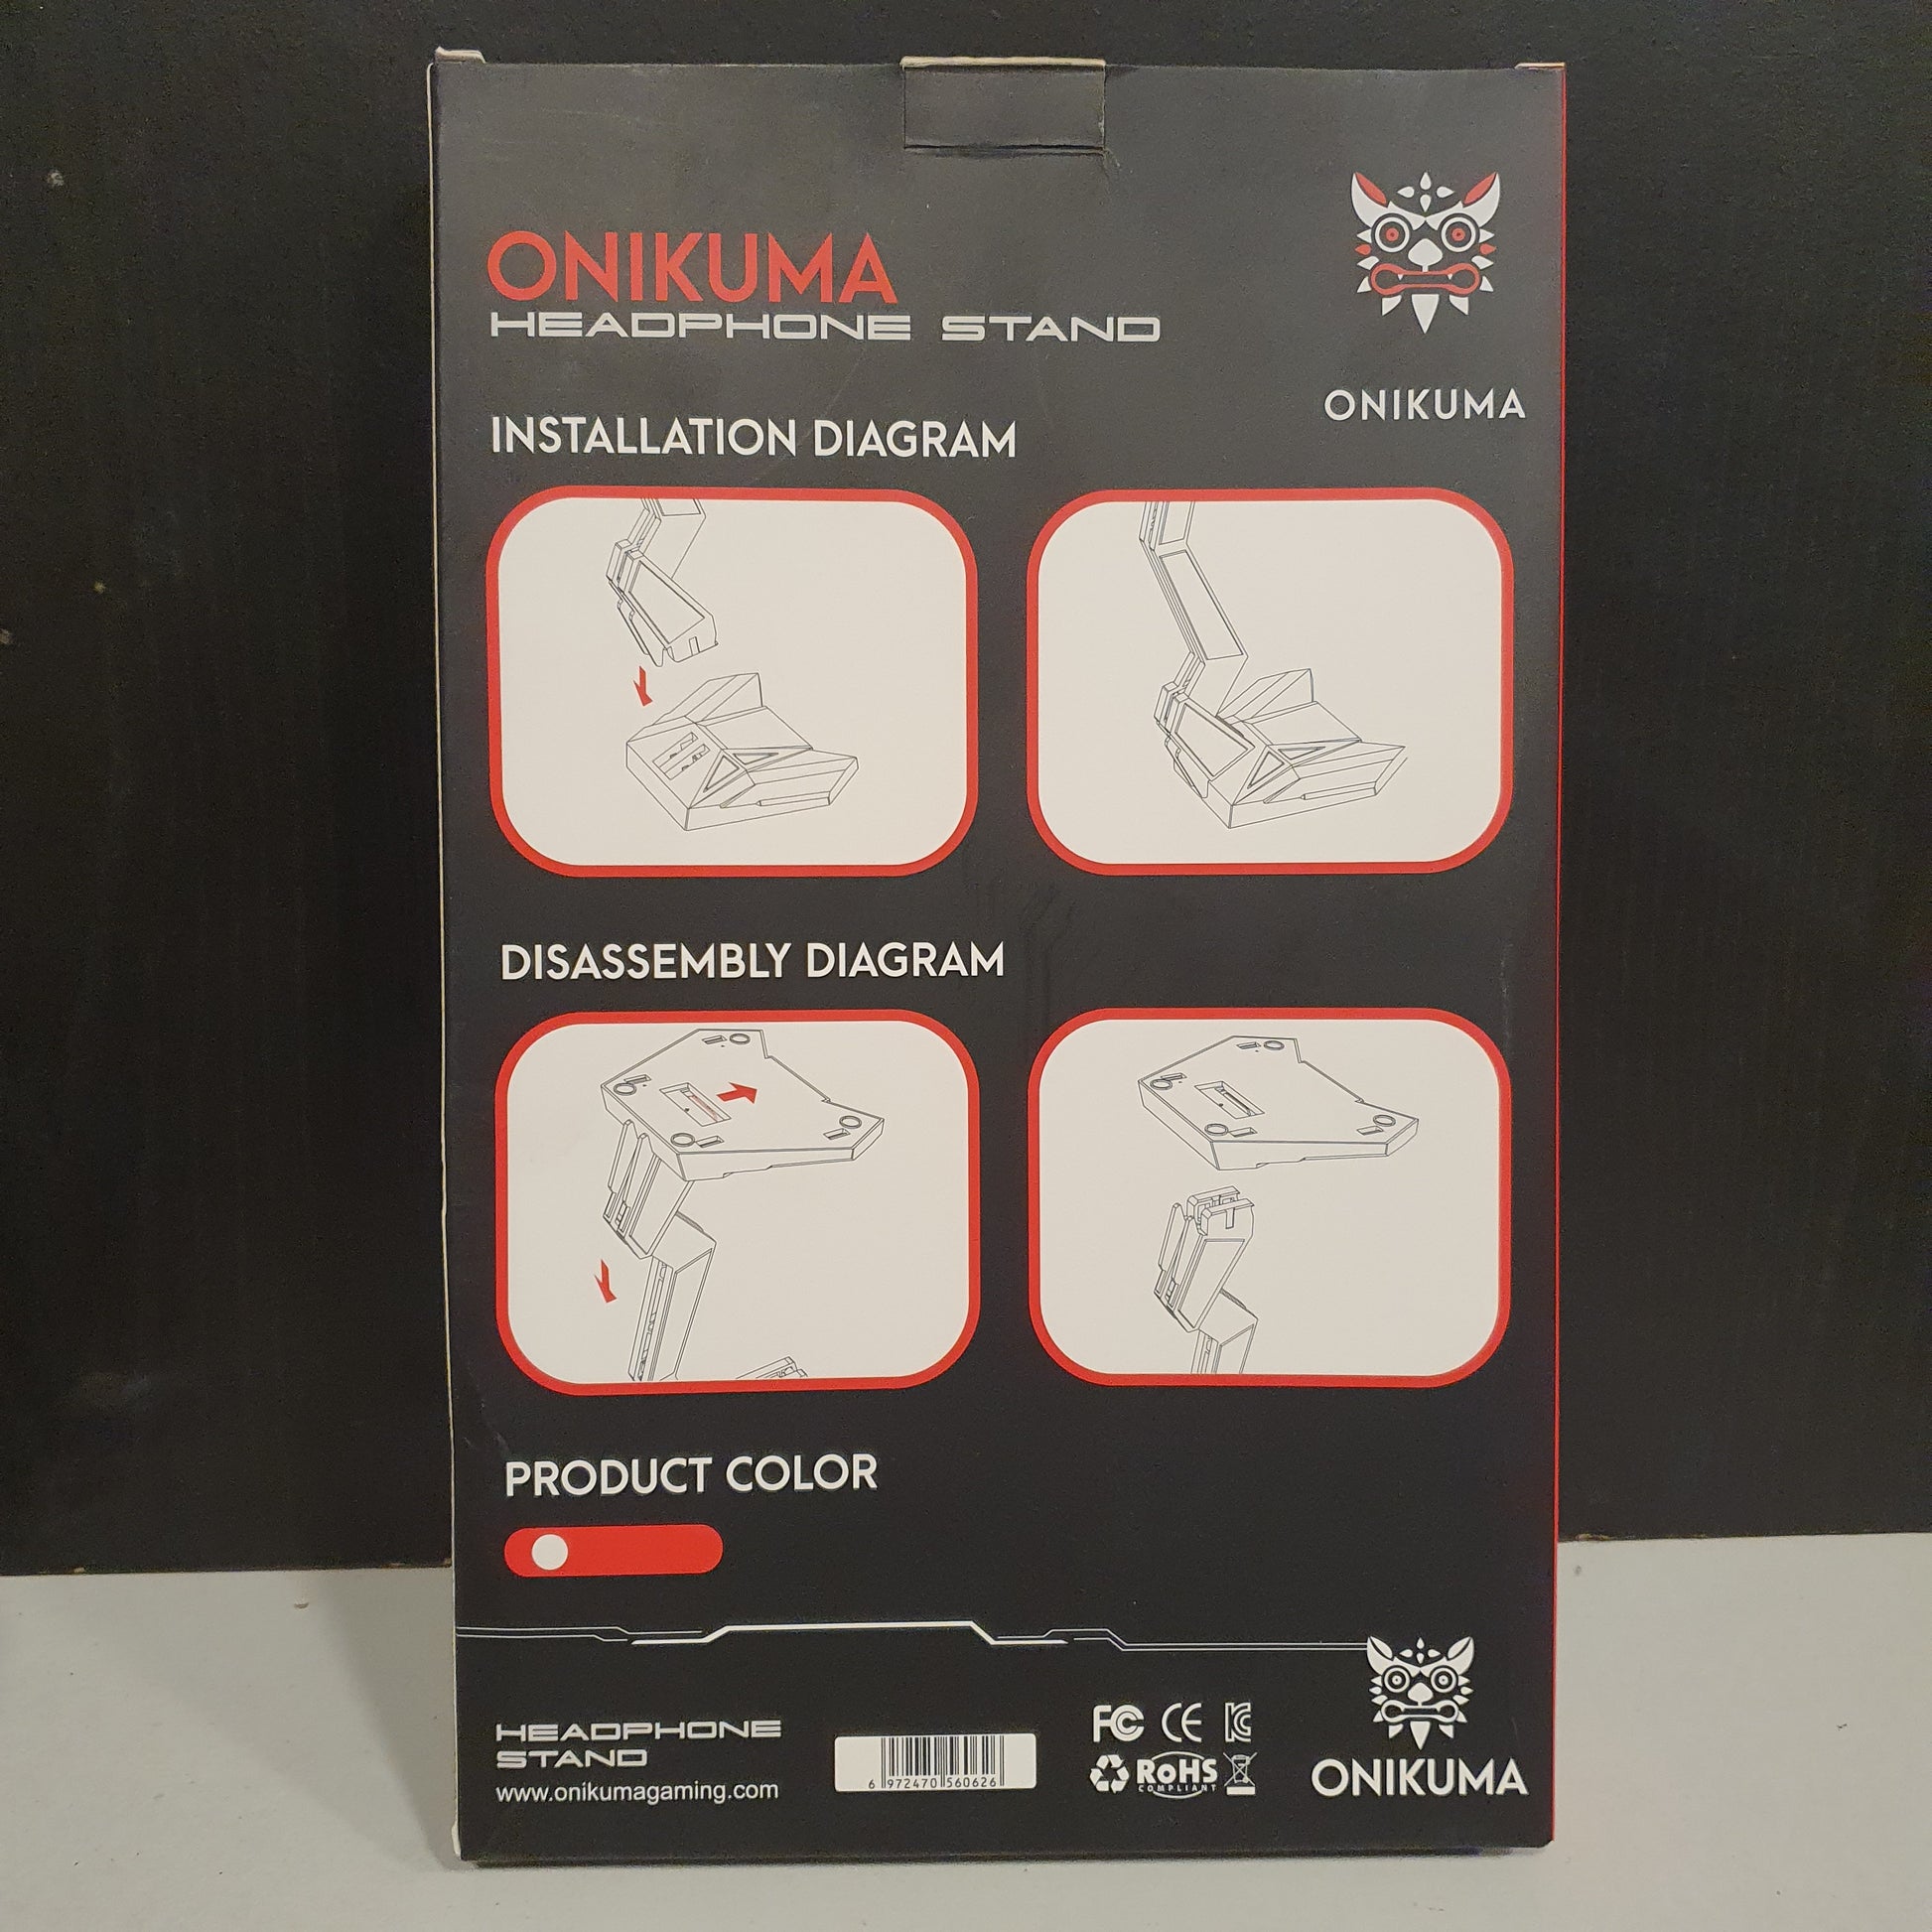 ONIKUMA
HEADPHONE STAND
ONIKUMA
INSTALLATION DIAGRAM
DISASSEMBLY DIAGRAM
PRODUCT COLOR
HEADPHONE
STAND
www.onikumagaming.com
6 972470 560626
FC CE
RoHS
COMPLIANT
ONIKUMA